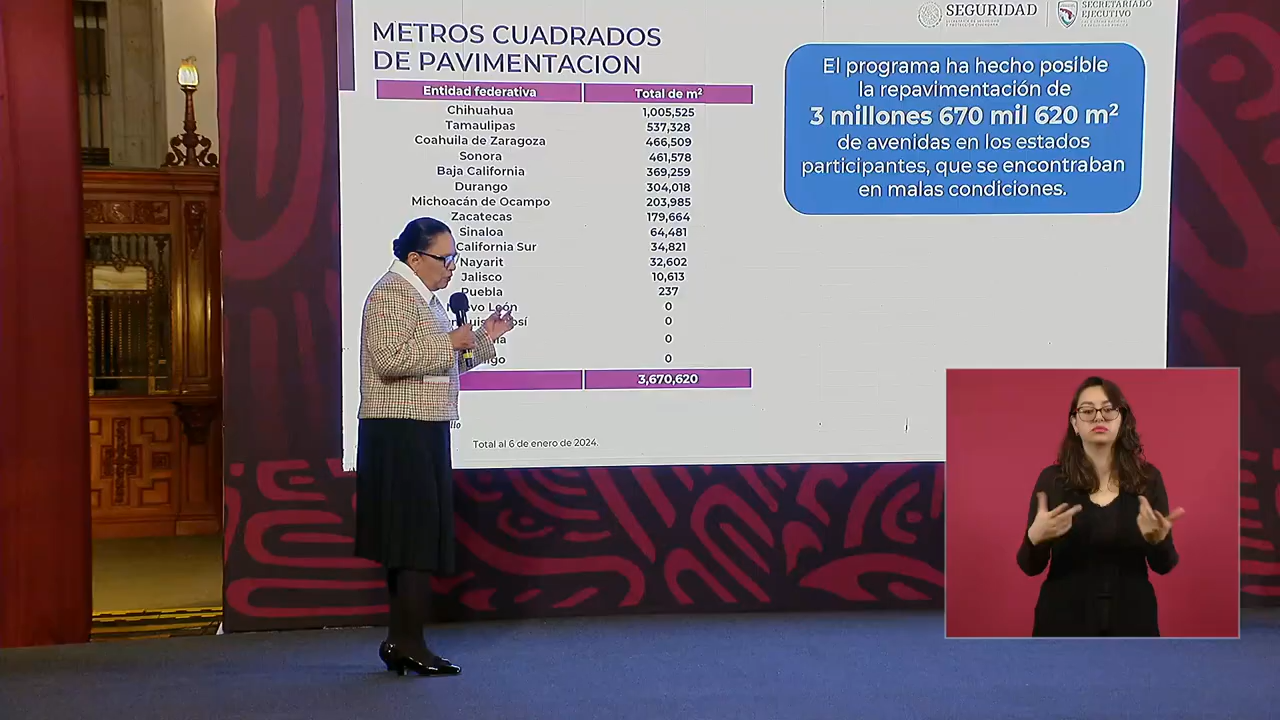 SEGURIDAD
SECRETARIADO
EJECUTIVO
METROS CUADRADOS
DE PAVIMENTACION
Entidad federativa Total de m²
Chihuahua 1,005,525
Tamaulipas 537,328
Coahuila de Zaragoza 466,509
Sonora 461,578
Baja California 369,259
Durango 304,018
Michoacán de Ocampo 203,985
Zacatecas 179,664
Sinaloa 64,481
California Sur 34,821
Nayarit 32,602
Jalisco 10,613
Puebla 237
León 0
0
0
0
3,670,620
Total al 6 de enero de 2024.
El programa ha hecho posible
la repavimentación de
3 millones 670 mil 620 m²
de avenidas en los estados
participantes, que se encontraban
en malas condiciones.